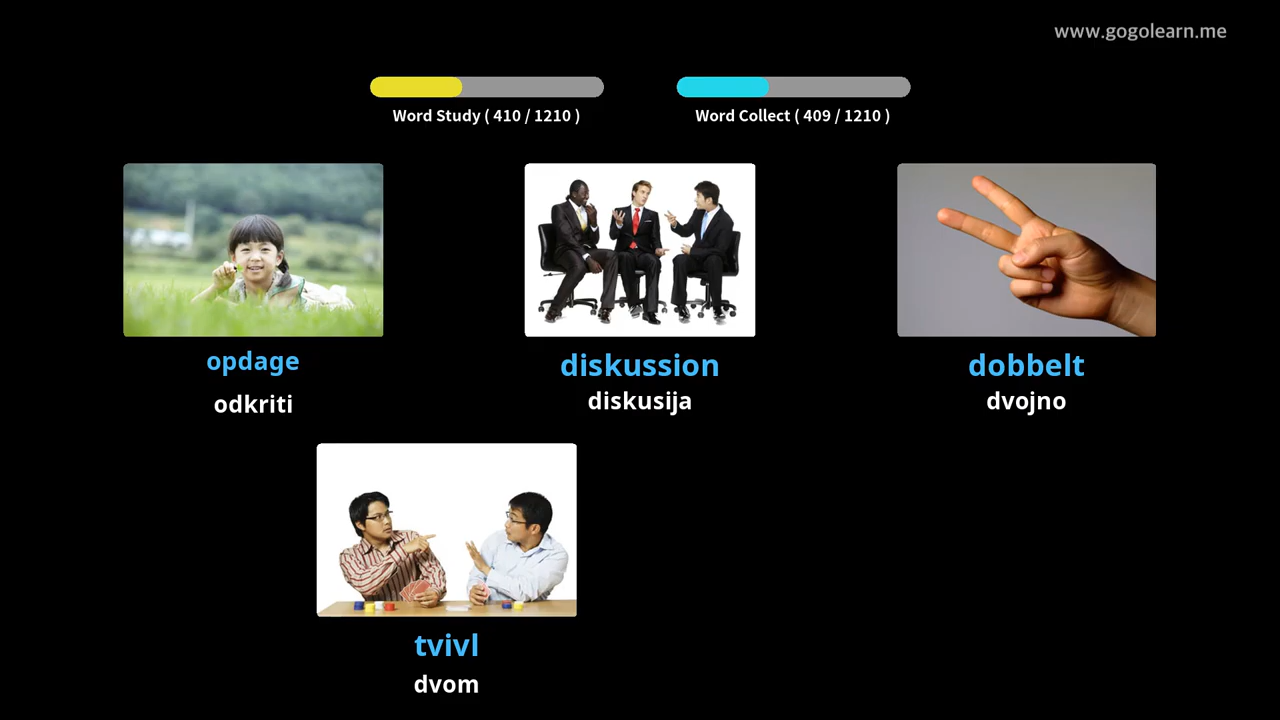 www.gogolearn.me
Word Study ( 410 / 1210 )
Word Collect ( 409 / 1210 )
opdage
odkriti
diskussion
diskusija
dobbelt
dvojno
tvivl
dvom